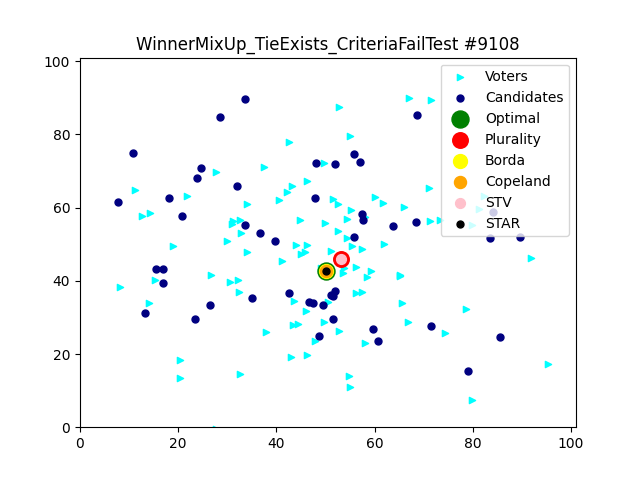 WinnerMixUp_TieExists_CriteriaFailTest #9108
100
80
60
40
20
0
0
20
40
60
80
100
Voters
Candidates
Optimal
Plurality
Borda
Copeland
STV
STAR